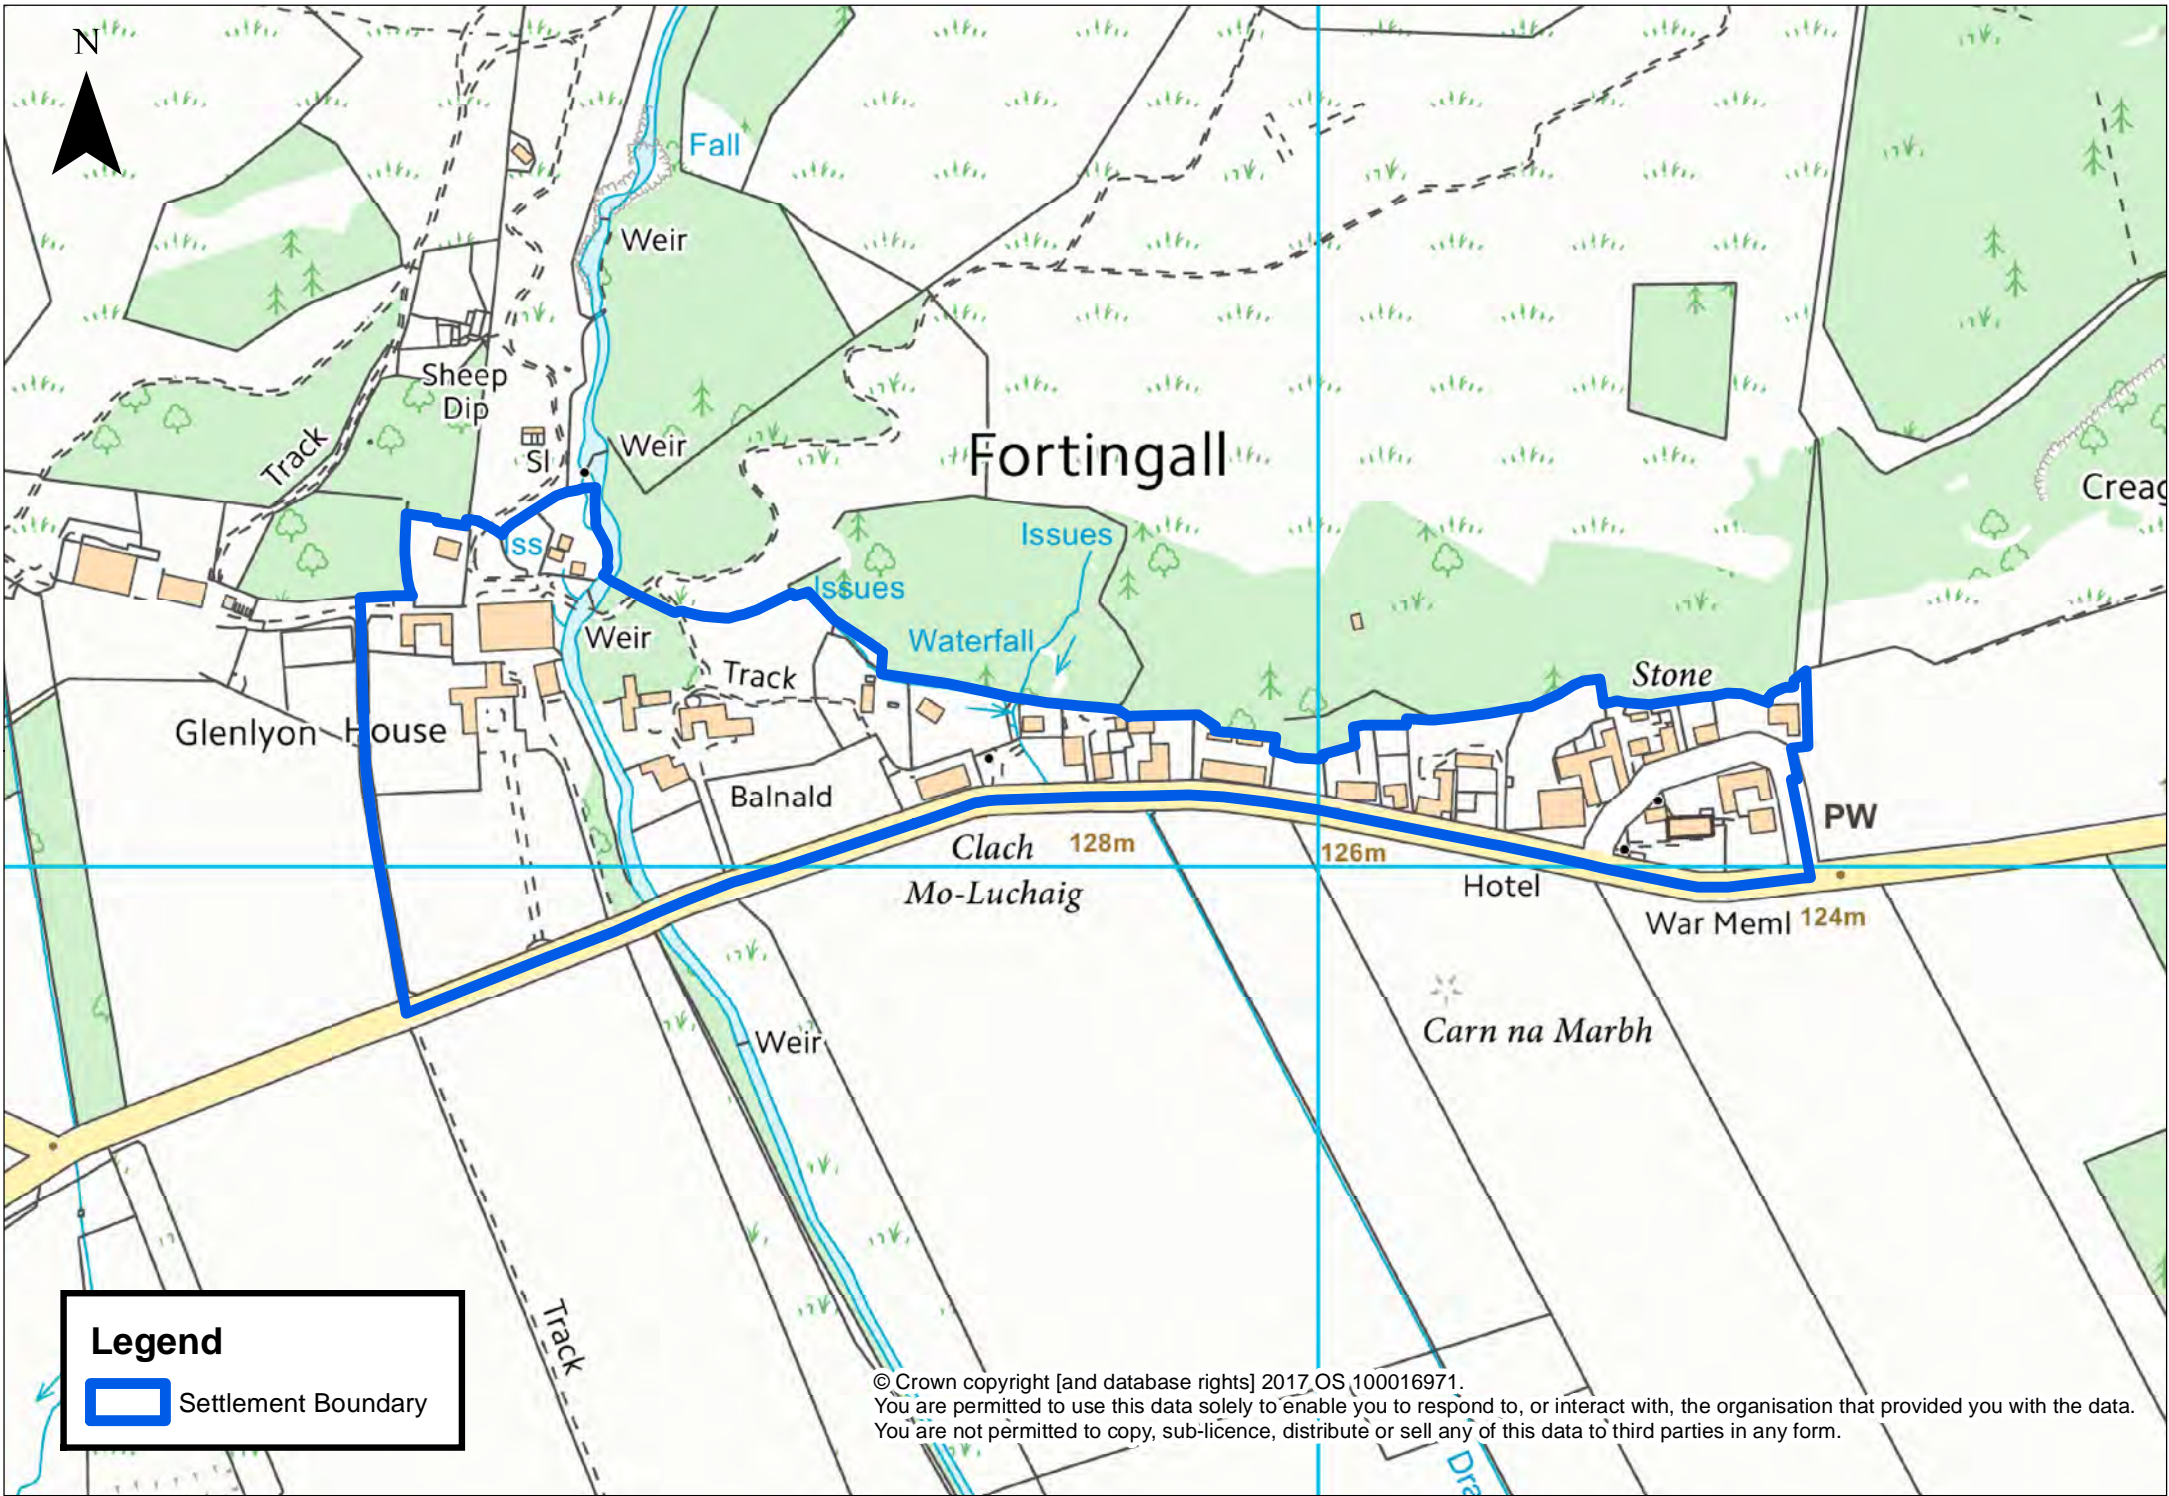 N
Fall
Weir
Sheep
Dip
Track
SI
Weir
Fortingall
Creag
Iss
Issues
Issues
Waterfall
Weir
Track
Stone
Glenlyon House
Balnald
PW
Clach
Mo-Luchaig
128m
126m
Hotel
War Meml
124m
Weir
Carn na Marbh
Track
Dra
Legend
Settlement Boundary
© Crown copyright [and database rights] 2017 OS 100016971.
You are permitted to use this data solely to enable you to respond to, or interact with, the organisation that provided you with the data.
You are not permitted to copy, sub-licence, distribute or sell any of this data to third parties in any form.